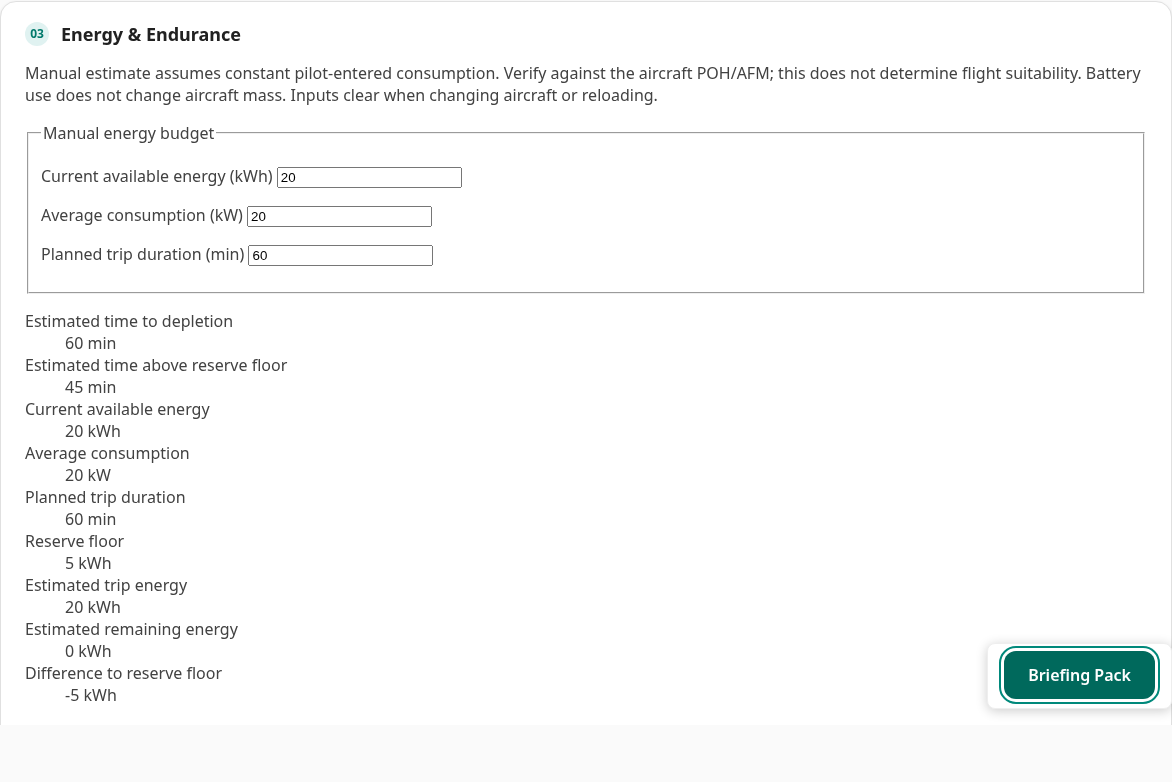 03 Energy & Endurance
Manual estimate assumes constant pilot-entered consumption. Verify against the aircraft POH/AFM; this does not determine flight suitability. Battery
use does not change aircraft mass. Inputs clear when changing aircraft or reloading.
Manual energy budget
Current available energy (kWh) 20
Average consumption (kW) 20
Planned trip duration (min) 60
Estimated time to depletion
60 min
Estimated time above reserve floor
45 min
Current available energy
20 kWh
Average consumption
20 kW
Planned trip duration
60 min
Reserve floor
5 kWh
Estimated trip energy
20 kWh
Estimated remaining energy
0 kWh
Difference to reserve floor
-5 kWh
Briefing Pack